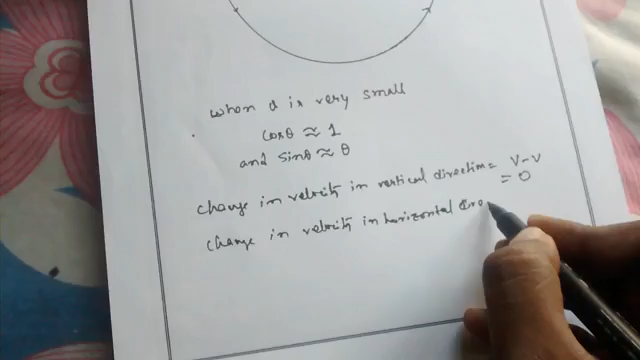 when d is very small
cosθ ≈ 1
and sinθ ≈ θ
change in velocity in vertical direction = V-V
= 0
change in velocity in horizontal direc